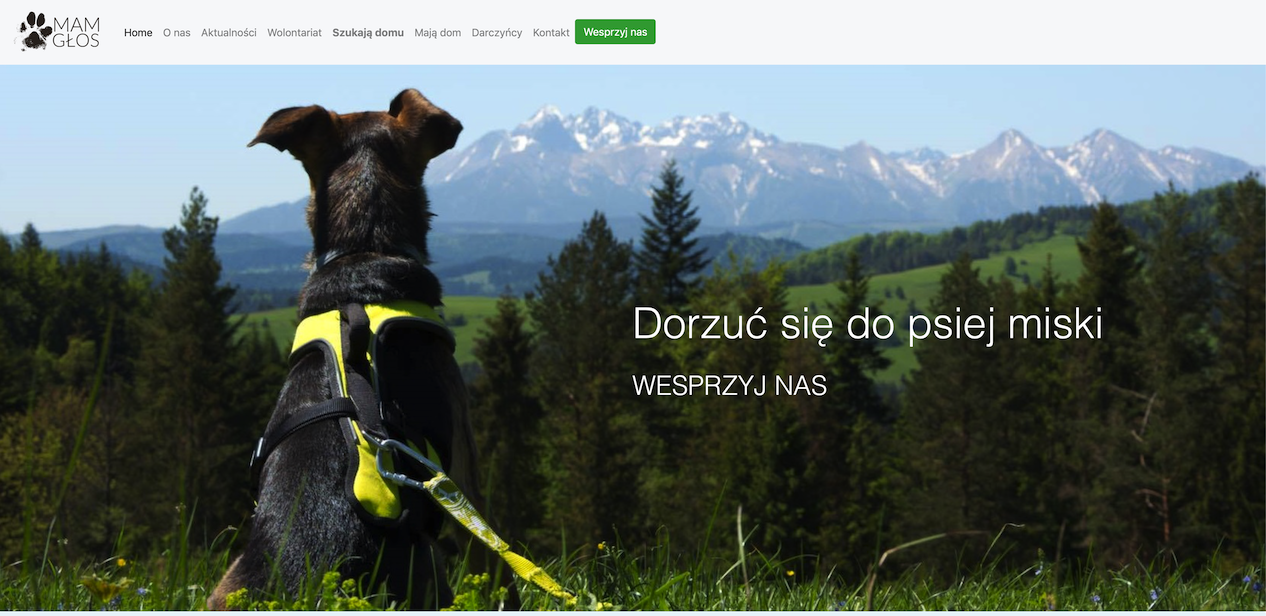 MAM
GŁOS
Home O nas Aktualności Wolontariat Szukają domu Mają dom Darczyńcy Kontakt Wesprzyj nas
Dorzuć się do psiej miski
WESPRZYJ NAS